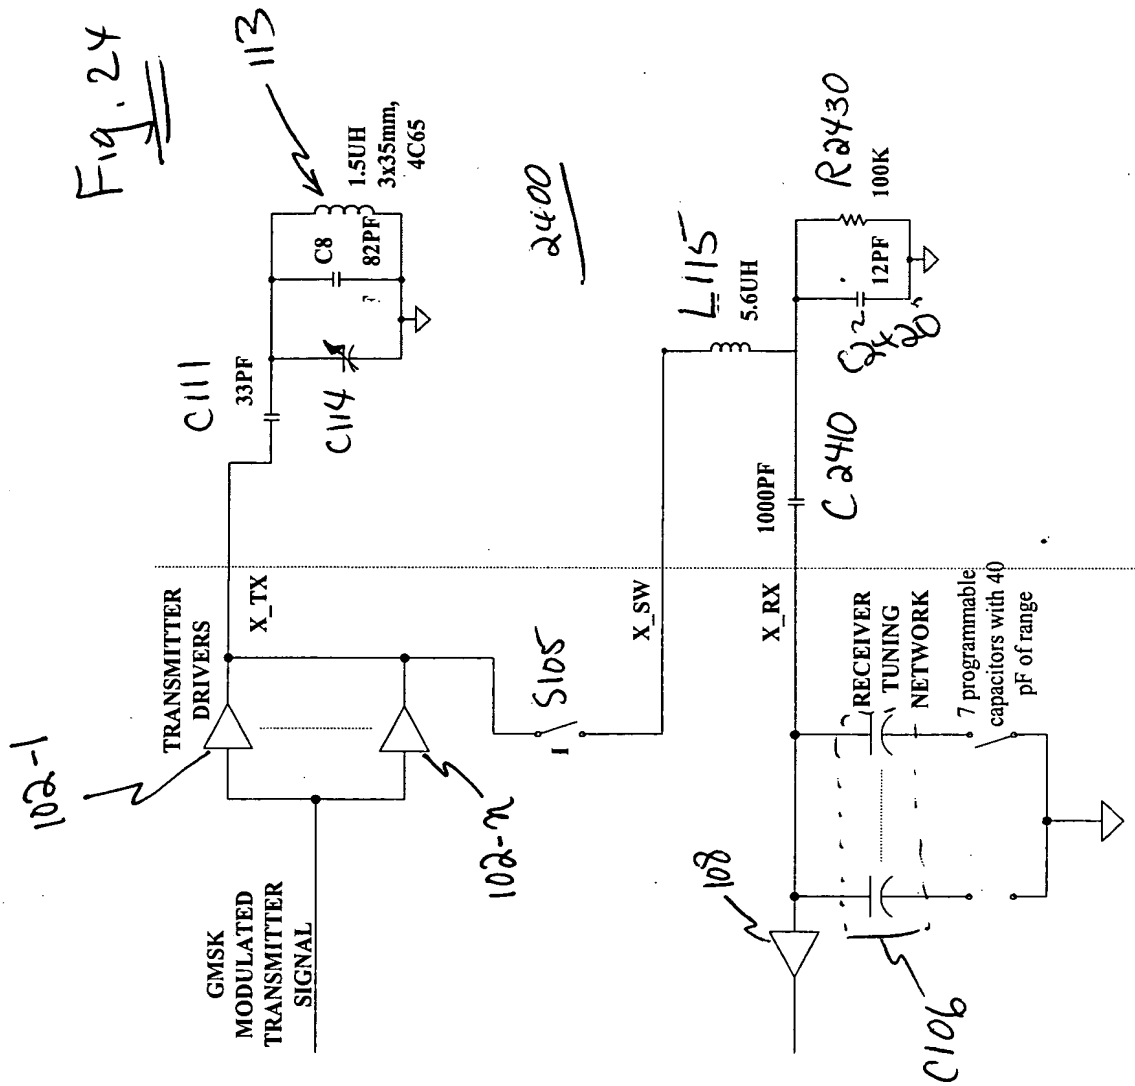 Fig. 24
113
1.5UH
3x35mm,
4C65
C8
82PF
C111
33PF
C114
2400
L115
5.6UH
R2430
100K
12PF
C2420
1000PF
C 2410
TRANSMITTER
DRIVERS
X_TX
102-1
102-n
S105
X_SW
X_RX
GMSK
MODULATED
TRANSMITTER
SIGNAL
RECEIVER
TUNING
NETWORK
7 programmable
capacitors with 40
pF of range
108
C106